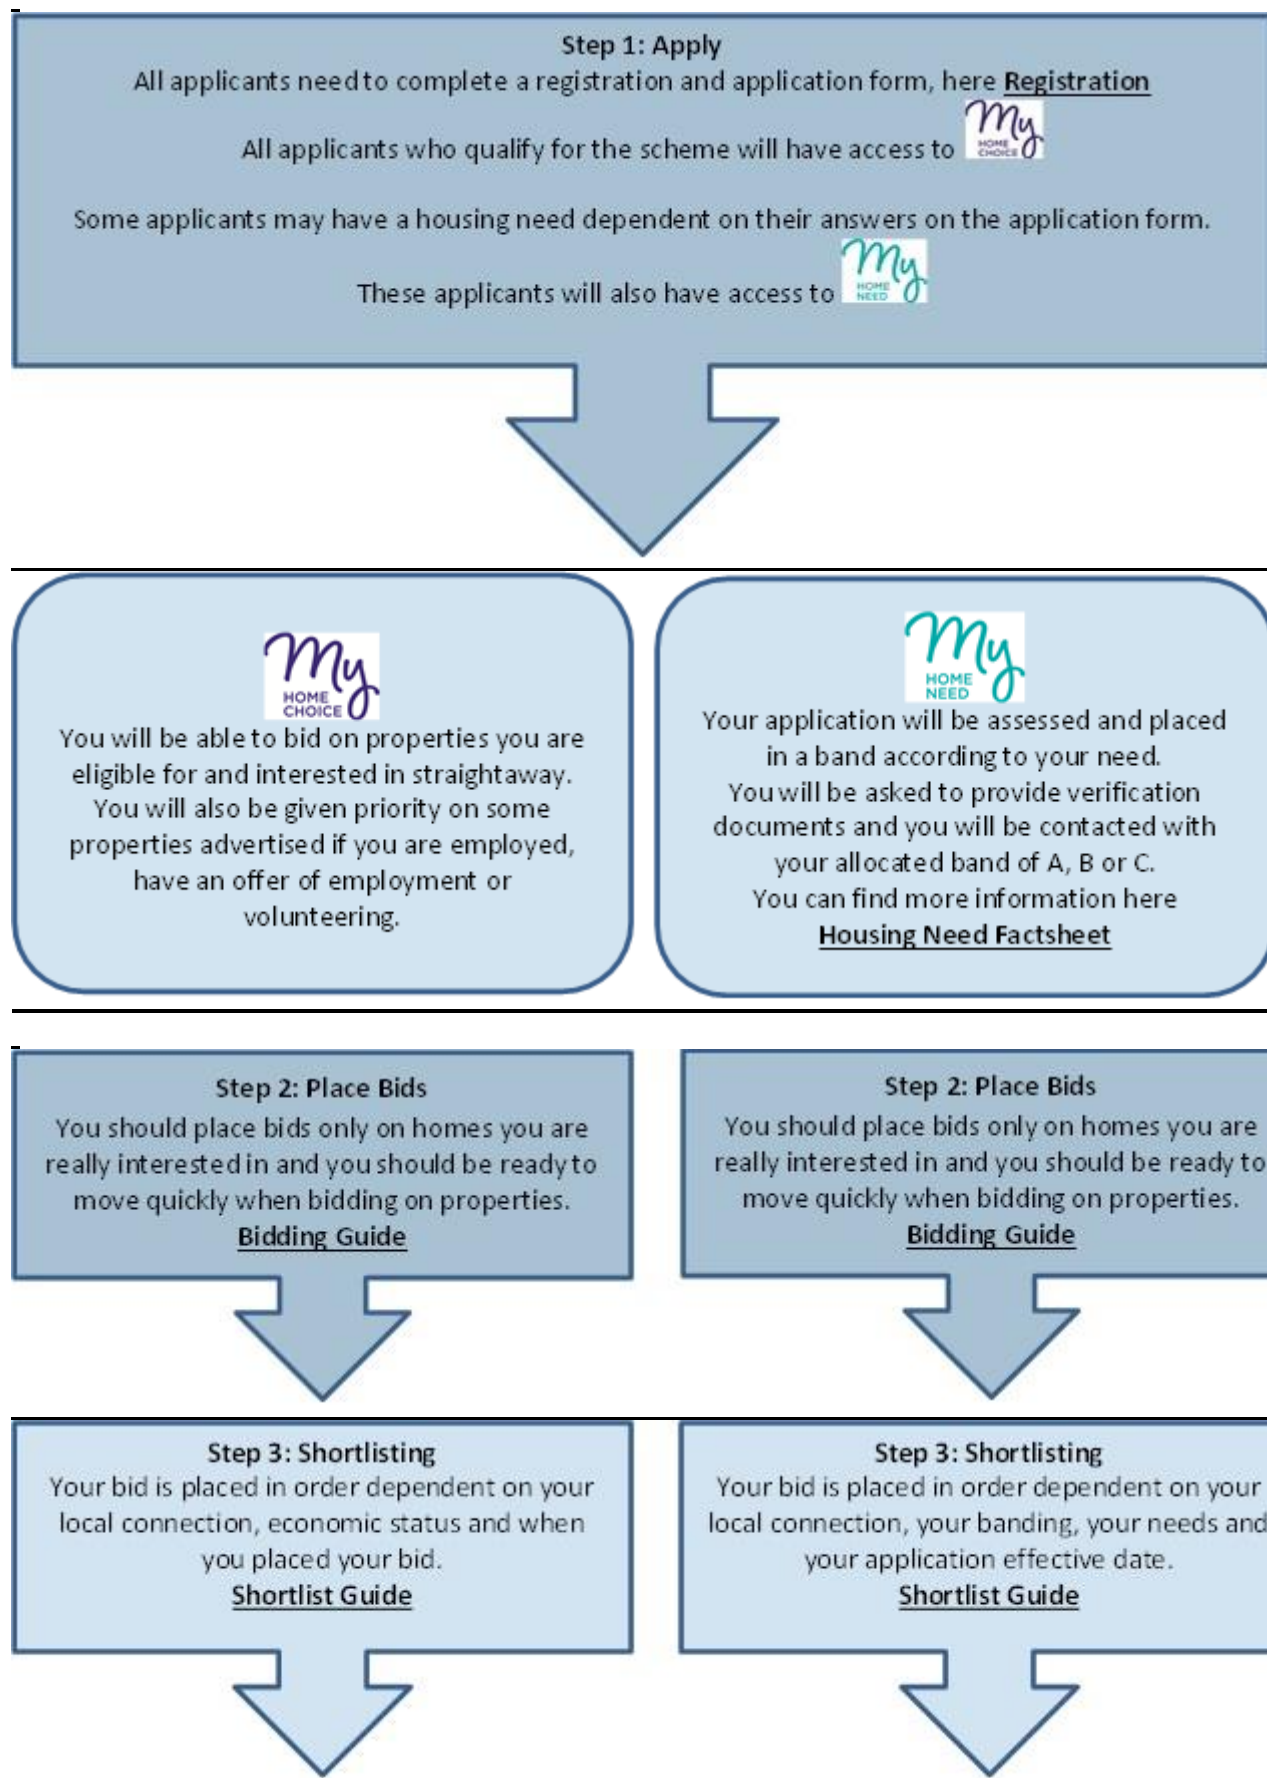 Step 1: Apply
All applicants need to complete a registration and application form, here Registration
All applicants who qualify for the scheme will have access to My HOME CHOICE
Some applicants may have a housing need dependent on their answers on the application form.
These applicants will also have access to My HOME NEED
My
HOME
CHOICE
You will be able to bid on properties you are
eligible for and interested in straightaway.
You will also be given priority on some
properties advertised if you are employed,
have an offer of employment or
volunteering.
My
HOME
NEED
Your application will be assessed and placed
in a band according to your need.
You will be asked to provide verification
documents and you will be contacted with
your allocated band of A, B or C.
You can find more information here
Housing Need Factsheet
Step 2: Place Bids
You should place bids only on homes you are
really interested in and you should be ready to
move quickly when bidding on properties.
Bidding Guide
Step 2: Place Bids
You should place bids only on homes you are
really interested in and you should be ready to
move quickly when bidding on properties.
Bidding Guide
Step 3: Shortlisting
Your bid is placed in order dependent on your
local connection, economic status and when
you placed your bid.
Shortlist Guide
Step 3: Shortlisting
Your bid is placed in order dependent on your
local connection, your banding, your needs and
your application effective date.
Shortlist Guide